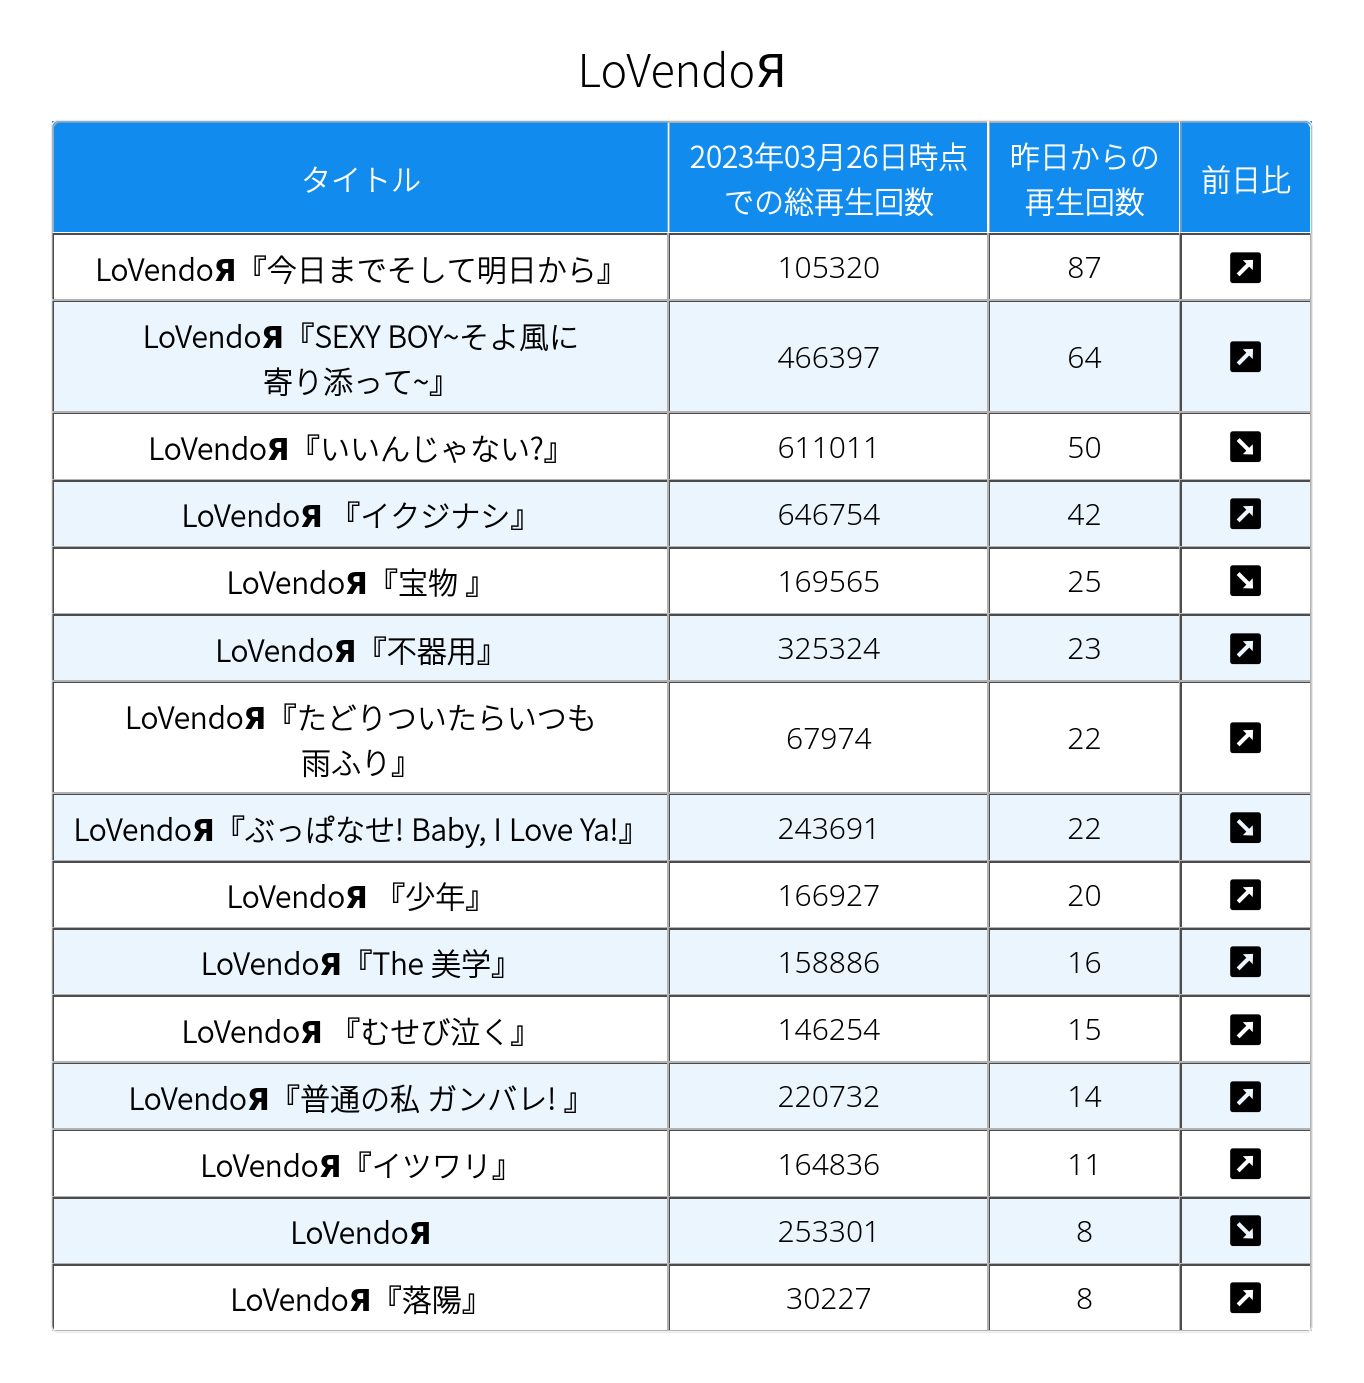 LoVendoЯ
タイトル
2023年03月26日時点
での総再生回数
昨日からの
再生回数
前日比
LoVendoЯ『今日までそして明日から』 105320 87
LoVendoЯ『SEXY BOY~そよ風に
寄り添って~』
466397 64
LoVendoЯ『いいんじゃない?』 611011 50
LoVendoЯ 『イクジナシ』 646754 42
LoVendoЯ『宝物 』 169565 25
LoVendoЯ『不器用』 325324 23
LoVendoЯ『たどりついたらいつも
雨ふり』
67974 22
LoVendoЯ『ぶっぱなせ! Baby, I Love Ya!』 243691 22
LoVendoЯ 『少年』 166927 20
LoVendoЯ『The 美学』 158886 16
LoVendoЯ 『むせび泣く』 146254 15
LoVendoЯ『普通の私 ガンバレ! 』 220732 14
LoVendoЯ『イツワリ』 164836 11
LoVendoЯ 253301 8
LoVendoЯ『落陽』 30227 8